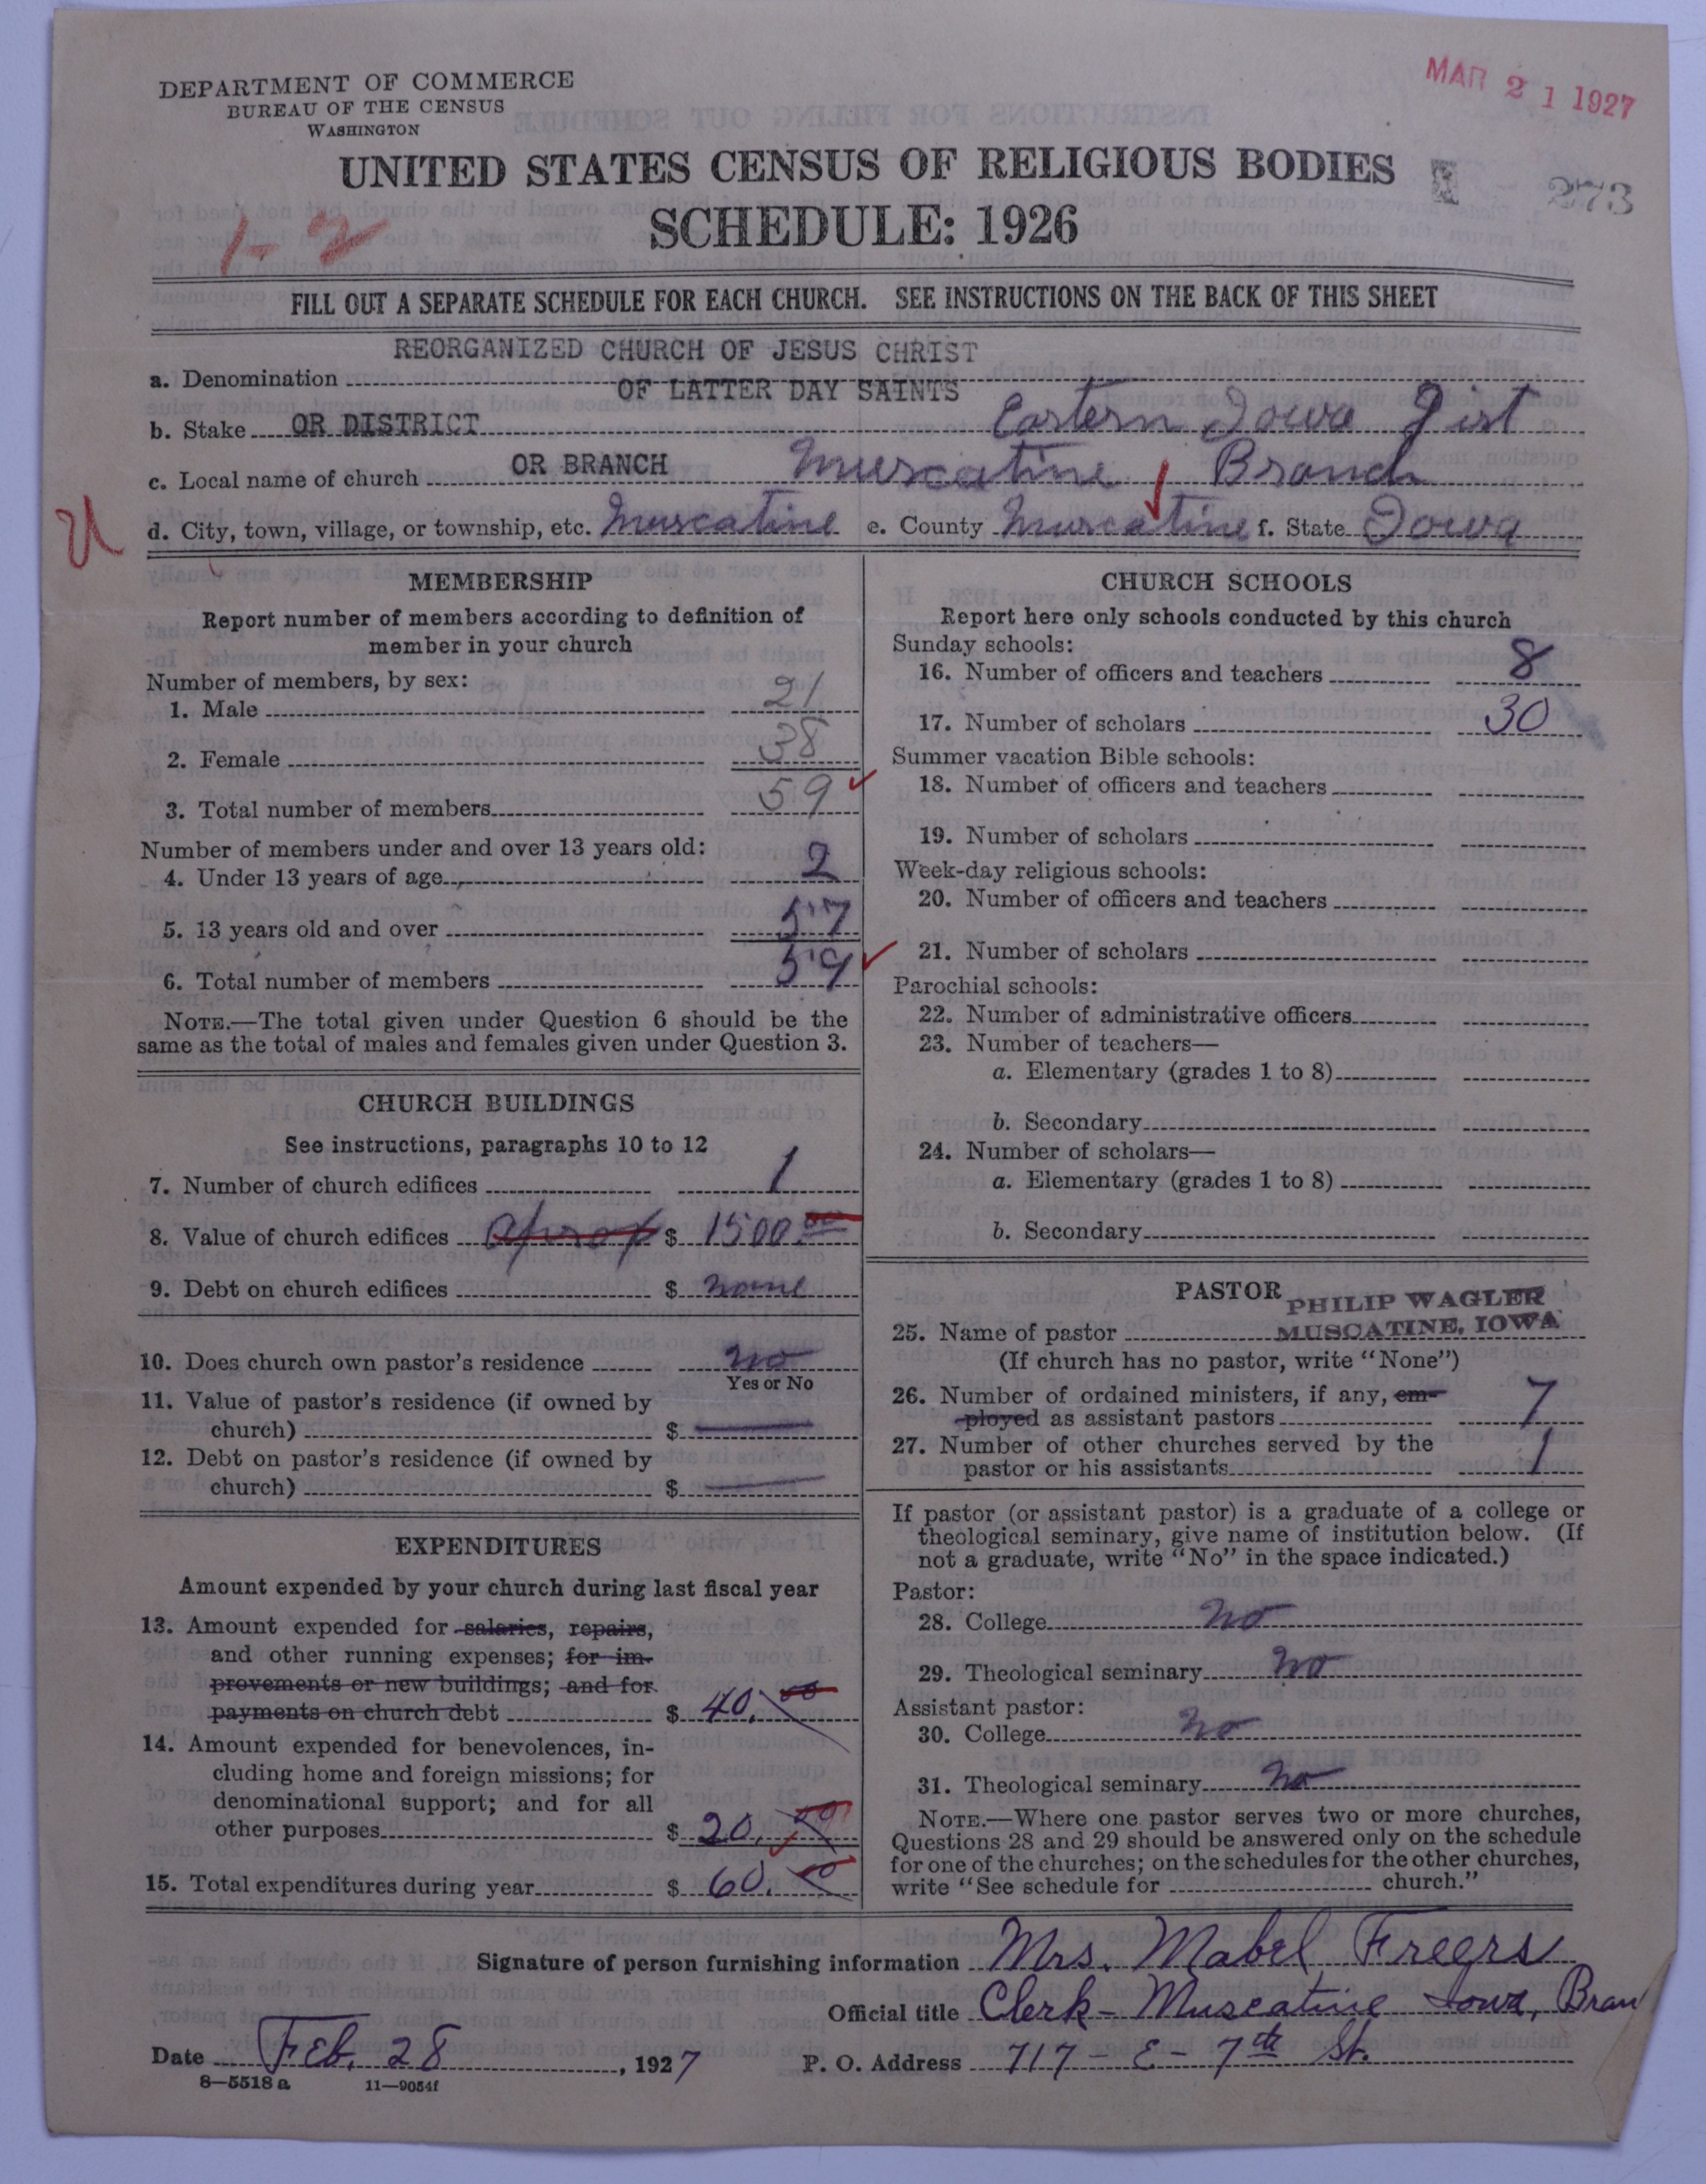 DEPARTMENT OF COMMERCE
BUREAU OF THE CENSUS
WASHINGTON
MAR 21 1927
UNITED STATES CENSUS OF RELIGIOUS BODIES
273
1-2
SCHEDULE: 1926
FILL OUT A SEPARATE SCHEDULE FOR EACH CHURCH. SEE INSTRUCTIONS ON THE BACK OF THIS SHEET
REORGANIZED CHURCH OF JESUS CHRIST
a. Denomination
OF LATTER DAY SAINTS
b. Stake OR DISTRICT Eastern Iowa Dist
c. Local name of church OR BRANCH Muscatine Branch
d. City, town, village, or township, etc. Muscatine e. County Muscatine f. State Iowa
MEMBERSHIP
Report number of members according to definition of
member in your church
Number of members, by sex:
1. Male 21
2. Female 38
3. Total number of members 59
Number of members under and over 13 years old:
4. Under 13 years of age 2
5. 13 years old and over 57
6. Total number of members 59
NOTE.—The total given under Question 6 should be the
same as the total of males and females given under Question 3.
CHURCH BUILDINGS
See instructions, paragraphs 10 to 12
7. Number of church edifices 1
8. Value of church edifices aprox $ 1500.00
9. Debt on church edifices $ none
10. Does church own pastor's residence no
Yes or No
11. Value of pastor's residence (if owned by
church) $
12. Debt on pastor's residence (if owned by
church) $
EXPENDITURES
Amount expended by your church during last fiscal year
13. Amount expended for salaries, repairs,
and other running expenses; for im-
provements or new buildings; and for
payments on church debt $ 40.00
14. Amount expended for benevolences, in-
cluding home and foreign missions; for
denominational support; and for all
other purposes $ 20.00
15. Total expenditures during year $ 60.00
CHURCH SCHOOLS
Report here only schools conducted by this church
Sunday schools:
16. Number of officers and teachers 8
17. Number of scholars 30
Summer vacation Bible schools:
18. Number of officers and teachers
19. Number of scholars
Week-day religious schools:
20. Number of officers and teachers
21. Number of scholars
Parochial schools:
22. Number of administrative officers
23. Number of teachers—
a. Elementary (grades 1 to 8)
b. Secondary
24. Number of scholars—
a. Elementary (grades 1 to 8)
b. Secondary
PASTOR
PHILIP WAGLER
25. Name of pastor MUSCATINE, IOWA
(If church has no pastor, write "None")
26. Number of ordained ministers, if any, em-
ployed as assistant pastors 7
27. Number of other churches served by the
pastor or his assistants 1
If pastor (or assistant pastor) is a graduate of a college or
theological seminary, give name of institution below. (If
not a graduate, write "No" in the space indicated.)
Pastor:
28. College No
29. Theological seminary No
Assistant pastor:
30. College No
31. Theological seminary No
NOTE.—Where one pastor serves two or more churches,
Questions 28 and 29 should be answered only on the schedule
for one of the churches; on the schedules for the other churches,
write "See schedule for church."
Signature of person furnishing information Mrs. Mabel Freers
Official title Clerk - Muscatine Iowa, Bran
Date Feb. 28, 1927 P. O. Address 717 - E - 7th St.
8—5518 a 11—9054f